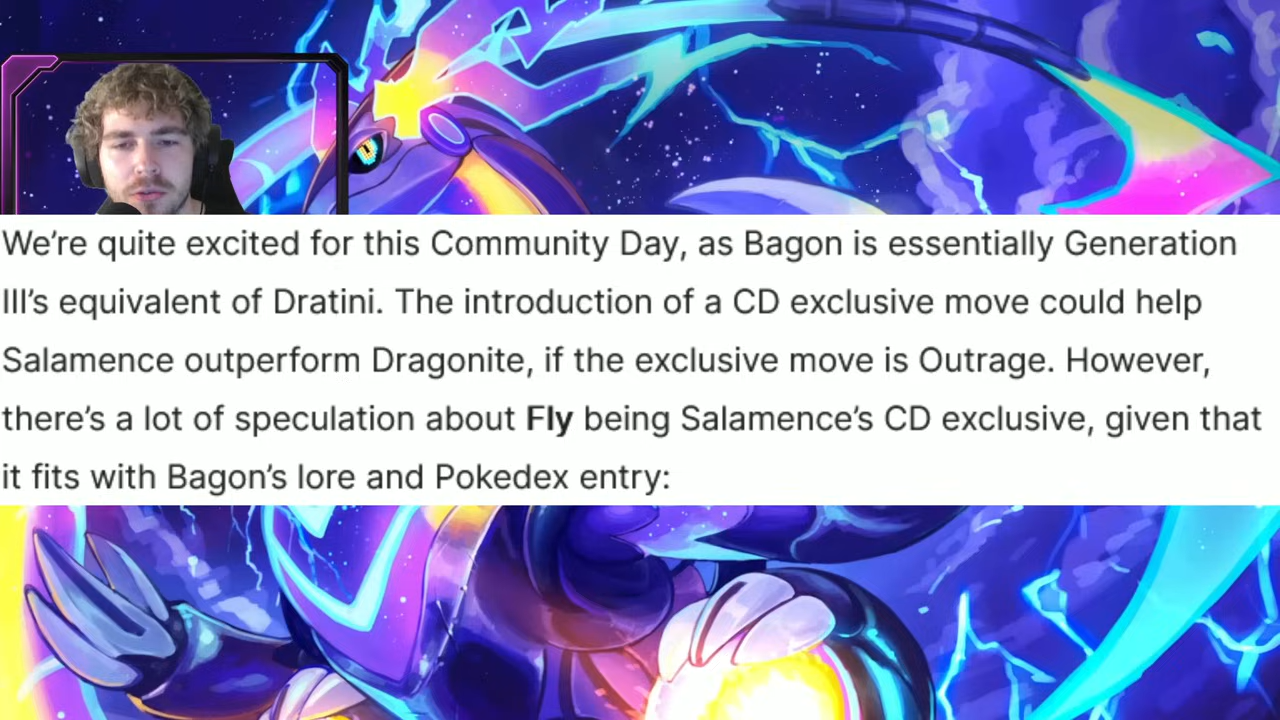 We’re quite excited for this Community Day, as Bagon is essentially Generation
III’s equivalent of Dratini. The introduction of a CD exclusive move could help
Salamence outperform Dragonite, if the exclusive move is Outrage. However,
there’s a lot of speculation about Fly being Salamence’s CD exclusive, given that
it fits with Bagon’s lore and Pokedex entry: